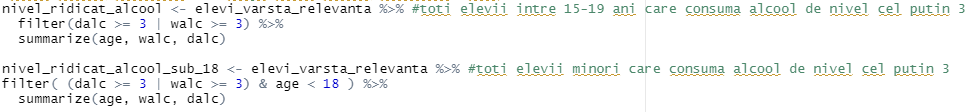 nivel_ridicat_alcool <- elevi_varsta_relevanta %>% #toti elevii intre 15-19 ani care consuma alcool de nivel cel putin 3
  filter(dalc >= 3 | walc >= 3) %>%
  summarize(age, walc, dalc)

nivel_ridicat_alcool_sub_18 <- elevi_varsta_relevanta %>% #toti elevii minori care consuma alcool de nivel cel putin 3
filter( (dalc >= 3 | walc >= 3) & age < 18 ) %>%
  summarize(age, walc, dalc)